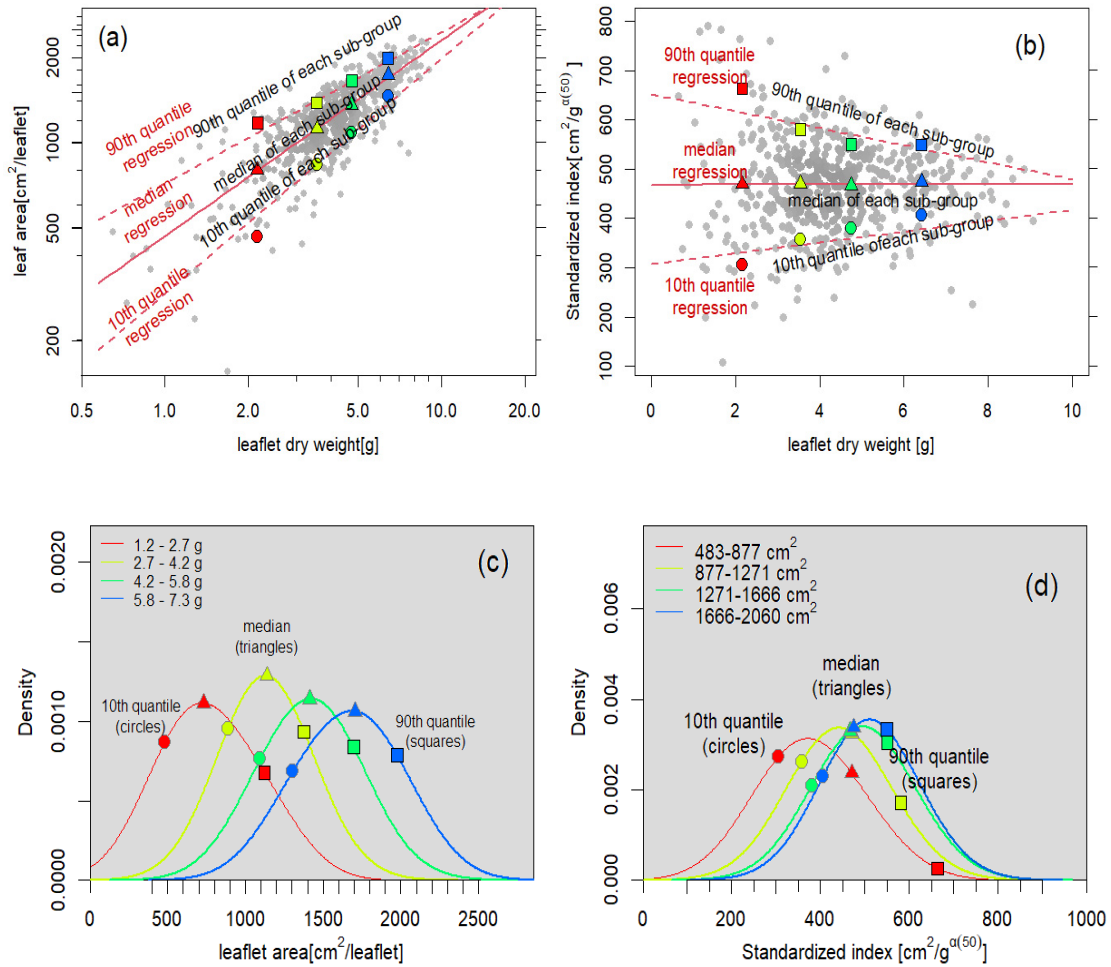 (a)
90th quantile of each sub-group
90th quantile
regression
median of each sub-group
median
regression
10th quantile of each sub-group
10th quantile
regression
leaf area[cm2/leaflet]
2000
1000
500
200
0.5
1.0
2.0
5.0
10.0
20.0
leaflet dry weight[g]
(b)
90th quantile
regression
90th quantile of each sub-group
median
regression
median of each sub-group
10th quantile of each sub-group
10th quantile
regression
Standardized index[cm2/gα(50) ]
800
700
600
500
400
300
200
100
0
2
4
6
8
10
leaflet dry weight [g]
(c)
1.2 - 2.7 g
2.7 - 4.2 g
4.2 - 5.8 g
5.8 - 7.3 g
median
(triangles)
10th quantile
(circles)
90th quantile
(squares)
Density
0.0020
0.0010
0.0000
0
500
1000
1500
2000
2500
leaflet area[cm2/leaflet]
(d)
483-877 cm2
877-1271 cm2
1271-1666 cm2
1666-2060 cm2
median
(triangles)
10th quantile
(circles)
90th quantile
(squares)
Density
0.006
0.004
0.002
0.000
0
200
400
600
800
1000
Standardized index [cm2/gα(50)]